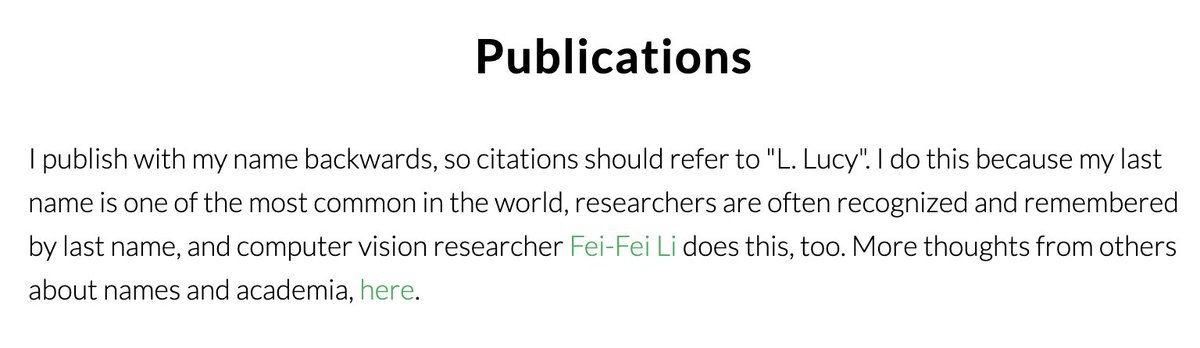 Publications
I publish with my name backwards, so citations should refer to "L. Lucy". I do this because my last
name is one of the most common in the world, researchers are often recognized and remembered
by last name, and computer vision researcher Fei-Fei Li does this, too. More thoughts from others
about names and academia, here.